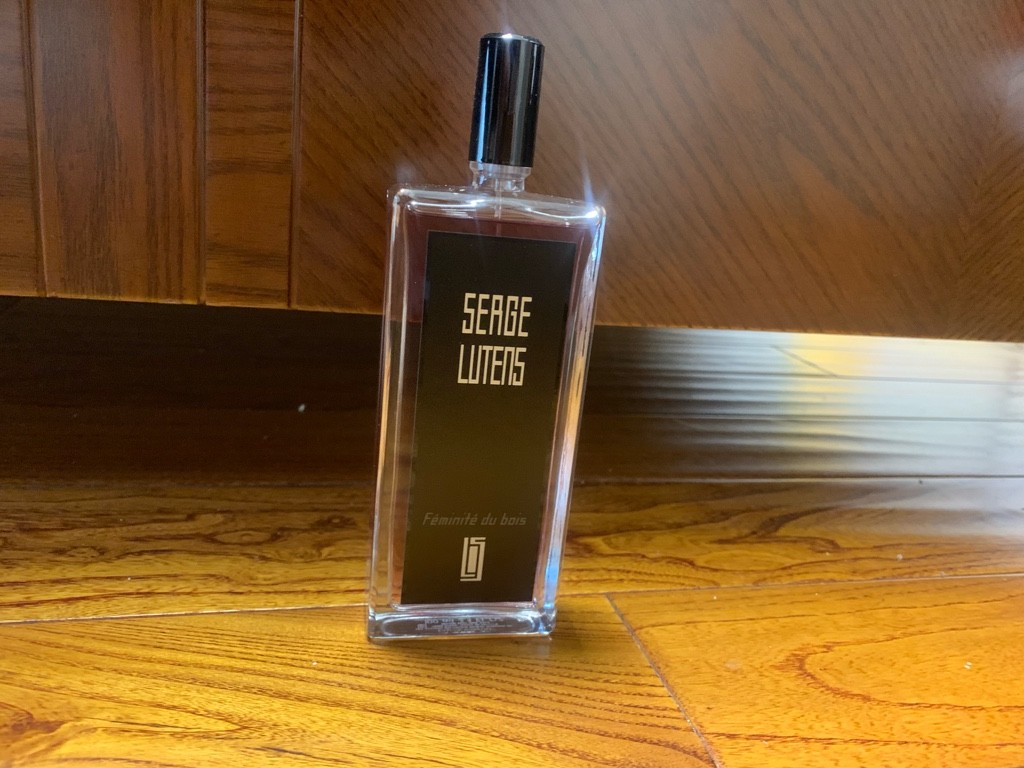 SERGE
LUTENS
Féminité du bois